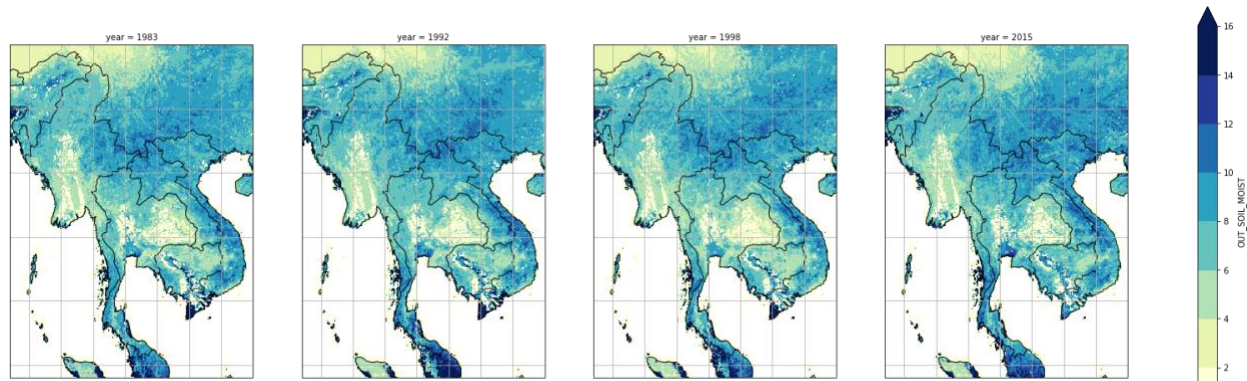 year = 1983
year = 1992
year = 1998
year = 2015
16
14
12
10
8
6
4
2
OUT_SOIL_MOIST